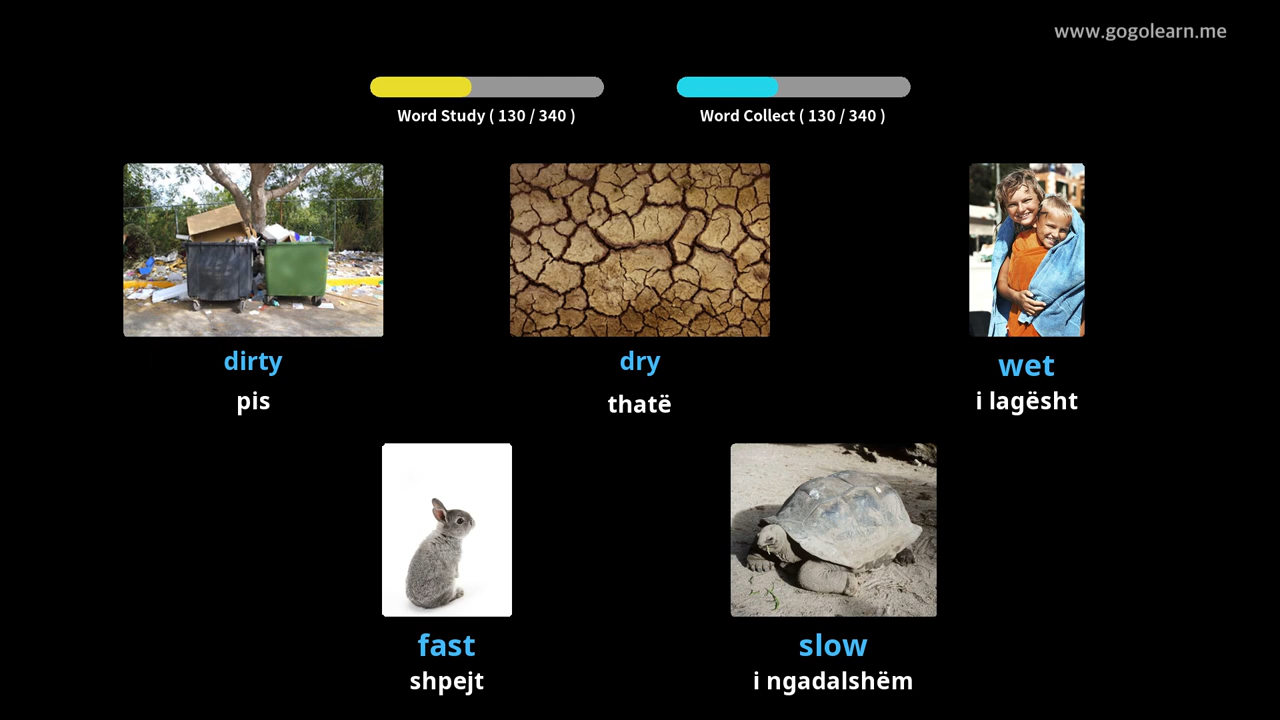 www.gogolearn.me
Word Study ( 130 / 340 )
Word Collect ( 130 / 340 )
dirty
pis
dry
thatë
wet
i lagësht
fast
shpejt
slow
i ngadalshëm